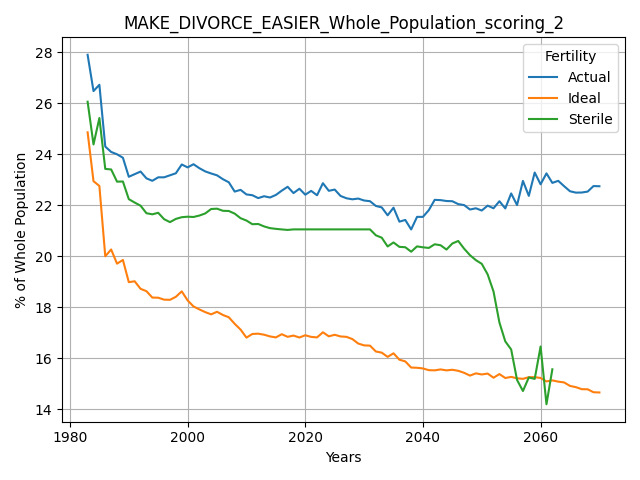 MAKE_DIVORCE_EASIER_Whole_Population_scoring_2
Fertility
Actual
Ideal
Sterile
% of Whole Population
28
26
24
22
20
18
16
14
1980
2000
2020
2040
2060
Years